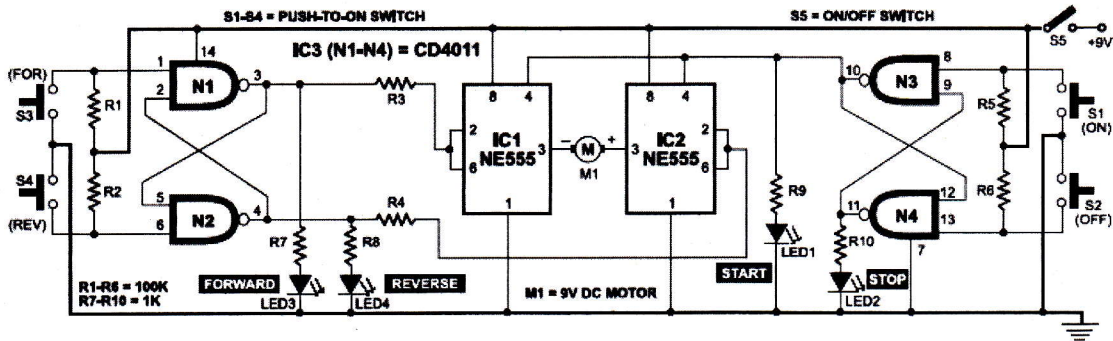 S1-S4 = PUSH-TO-ON SWITCH
S5 = ON/OFF SWITCH
S5
+9V
IC3 (N1-N4) = CD4011
14
(FOR)
S3
1
2
N1
3
R1
R3
8
4
8
4
10
N3
8
9
R5
S1
(ON)
IC1
NE555
2
6
3
−
M
+
M1
IC2
NE555
3
2
6
S4
(REV)
R2
5
6
N2
4
R4
1
1
R9
11
N4
12
13
7
R6
S2
(OFF)
R7
R8
R10
R1-R6 = 100K
R7-R10 = 1K
FORWARD
LED3
REVERSE
LED4
M1 = 9V DC MOTOR
START
LED1
STOP
LED2